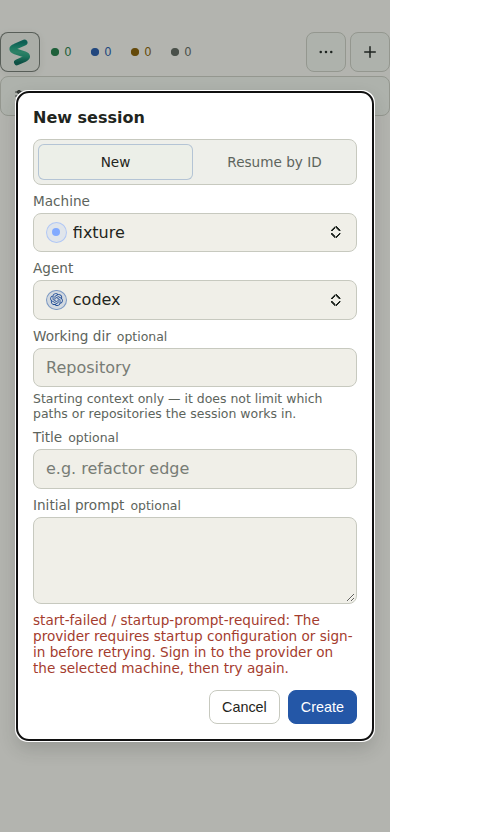 0 0 0 0
New session
New Resume by ID
Machine
fixture
Agent
codex
Working dir optional
Repository
Starting context only — it does not limit which
paths or repositories the session works in.
Title optional
e.g. refactor edge
Initial prompt optional
start-failed / startup-prompt-required: The
provider requires startup configuration or sign-
in before retrying. Sign in to the provider on
the selected machine, then try again.
Cancel Create